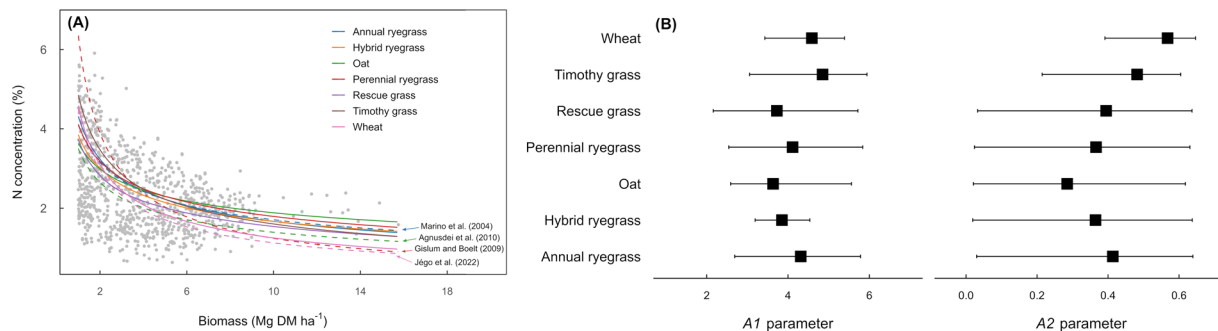 (A)
Annual ryegrass
Hybrid ryegrass
Oat
Perennial ryegrass
Rescue grass
Timothy grass
Wheat
N concentration (%)
6
4
2
Marino et al. (2004)
Agnusdei et al. (2010)
Gislum and Boelt (2009)
Jégo et al. (2022)
2 6 10 14 18
Biomass (Mg DM ha⁻¹)
(B)
Wheat
Timothy grass
Rescue grass
Perennial ryegrass
Oat
Hybrid ryegrass
Annual ryegrass
2 4 6
A1 parameter
0.0 0.2 0.4 0.6
A2 parameter